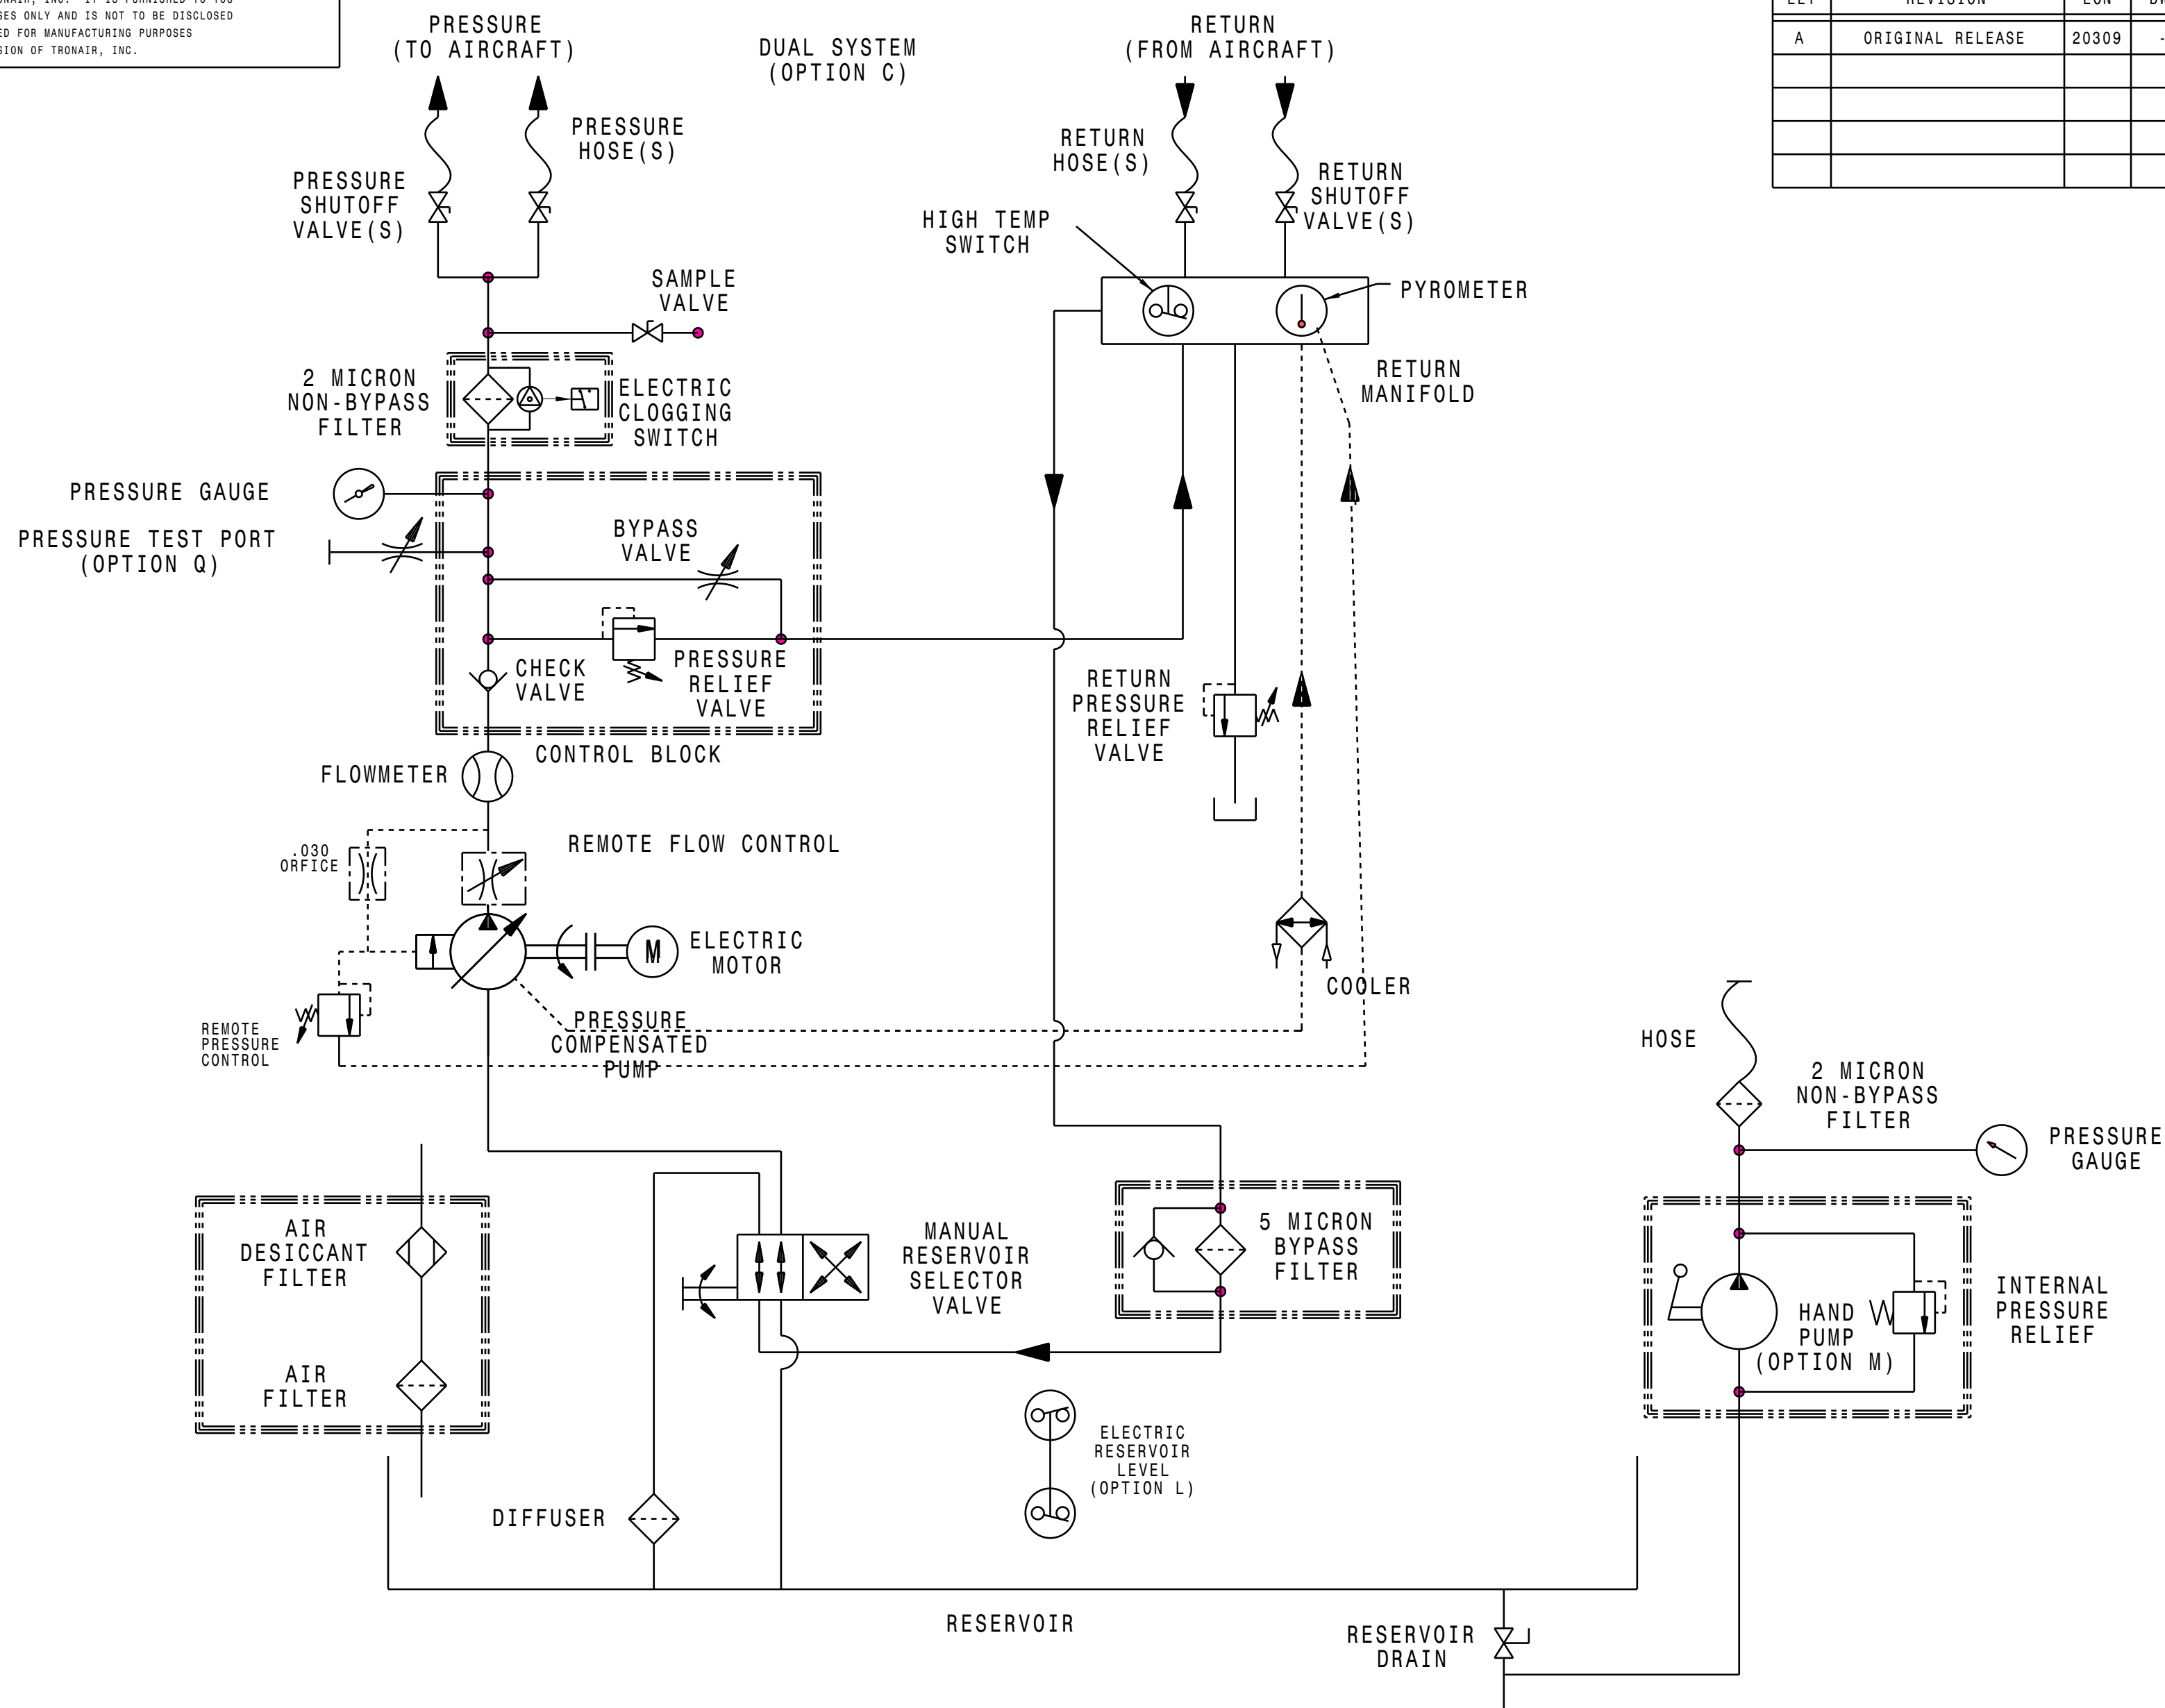 SES ONLY AND IS NOT TO BE DISCLOSED
ED FOR MANUFACTURING PURPOSES
SION OF TRONAIR, INC.
PRESSURE
(TO AIRCRAFT)
DUAL SYSTEM
(OPTION C)
RETURN
(FROM AIRCRAFT)
REVISION
A ORIGINAL RELEASE 20309 -
PRESSURE
HOSE(S)
PRESSURE
SHUTOFF
VALVE(S)
RETURN
HOSE(S)
RETURN
SHUTOFF
VALVE(S)
HIGH TEMP
SWITCH
SAMPLE
VALVE
PYROMETER
2 MICRON
NON-BYPASS
FILTER
ELECTRIC
CLOGGING
SWITCH
RETURN
MANIFOLD
PRESSURE GAUGE
PRESSURE TEST PORT
(OPTION Q)
BYPASS
VALVE
CHECK
VALVE
PRESSURE
RELIEF
VALVE
RETURN
PRESSURE
RELIEF
VALVE
CONTROL BLOCK
FLOWMETER
REMOTE FLOW CONTROL
.030
ORFICE
M
ELECTRIC
MOTOR
COOLER
REMOTE
PRESSURE
CONTROL
PRESSURE
COMPENSATED
PUMP
HOSE
2 MICRON
NON-BYPASS
FILTER
PRESSURE
GAUGE
AIR
DESICCANT
FILTER
AIR
FILTER
MANUAL
RESERVOIR
SELECTOR
VALVE
5 MICRON
BYPASS
FILTER
HAND
PUMP
(OPTION M)
INTERNAL
PRESSURE
RELIEF
ELECTRIC
RESERVOIR
LEVEL
(OPTION L)
DIFFUSER
RESERVOIR
RESERVOIR
DRAIN